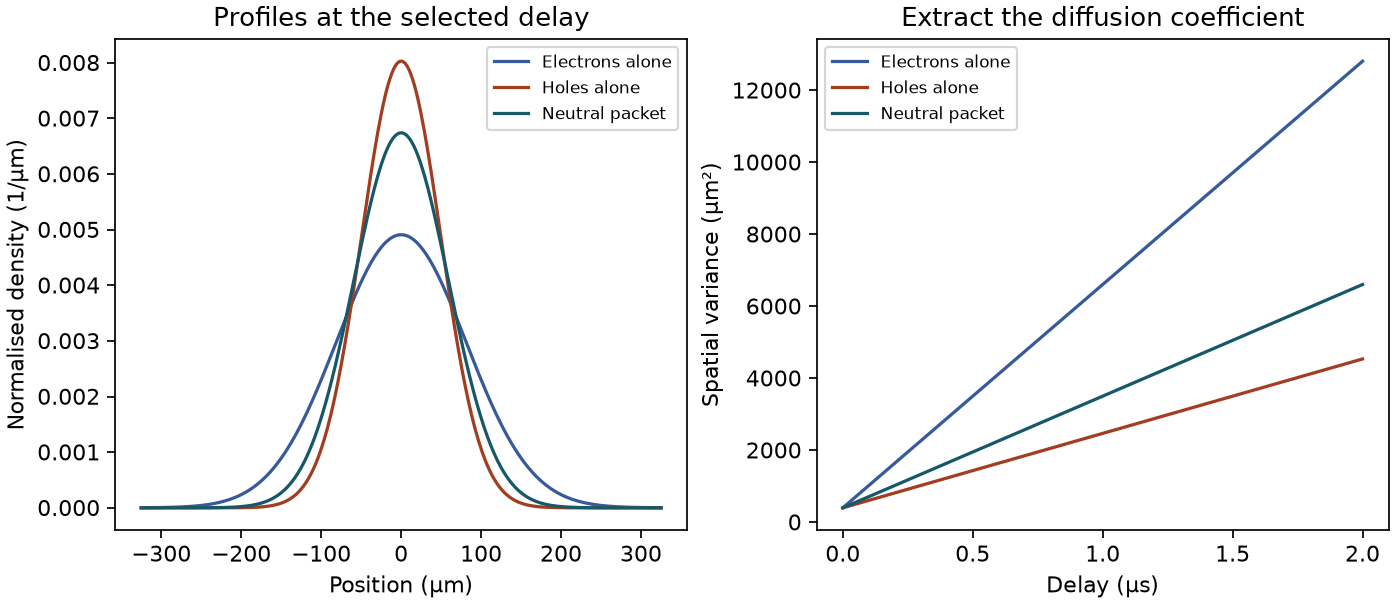 Profiles at the selected delay
Normalised density (1/µm)
0.008
0.007
0.006
0.005
0.004
0.003
0.002
0.001
0.000
Electrons alone
Holes alone
Neutral packet
−300 −200 −100 0 100 200 300
Position (µm)
Extract the diffusion coefficient
Spatial variance (µm²)
12000
10000
8000
6000
4000
2000
0
Electrons alone
Holes alone
Neutral packet
0.0 0.5 1.0 1.5 2.0
Delay (µs)